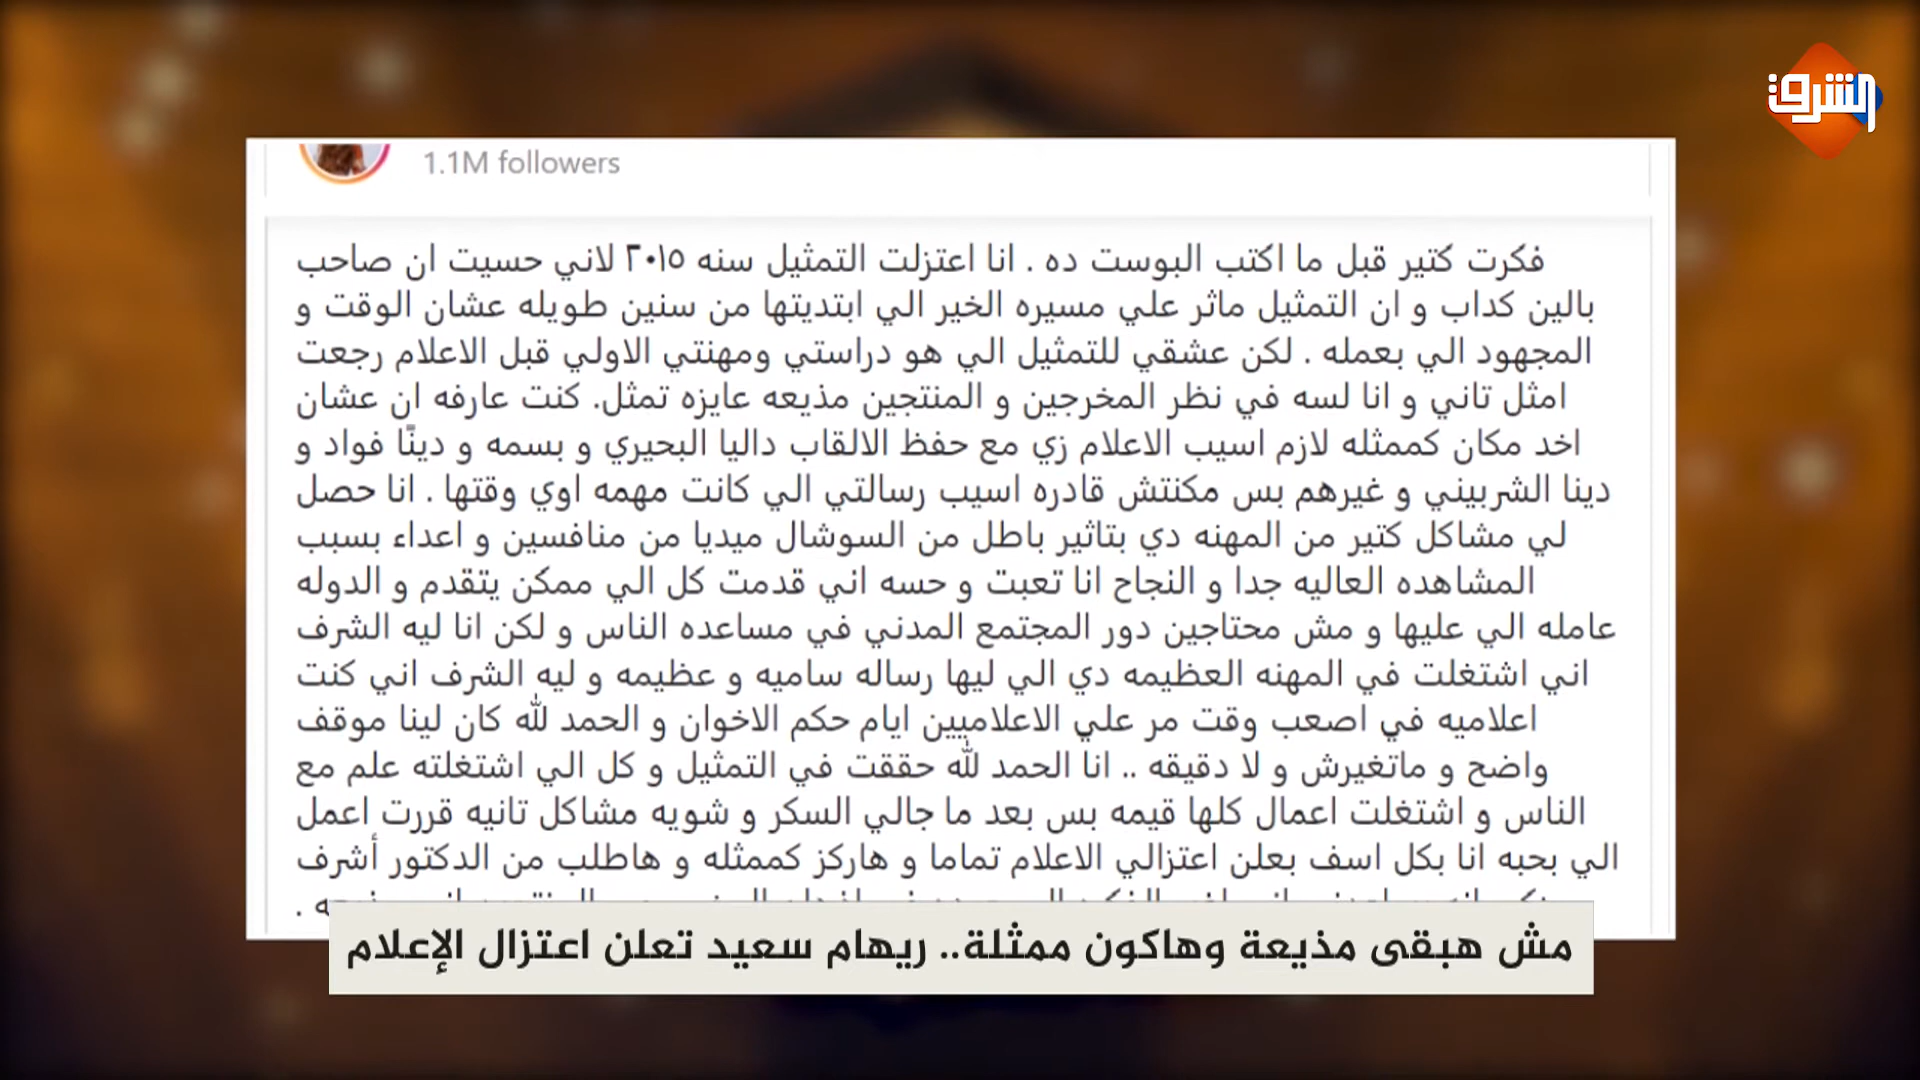 الشرق
1.1M followers
فكرت كتير قبل ما اكتب البوست ده . انا اعتزلت التمثيل سنه ٢٠١٥ لاني حسيت ان صاحب
بالين كداب و ان التمثيل ماثر علي مسيره الخير الي ابتديتها من سنين طويله عشان الوقت و
المجهود الي بعمله . لكن عشقي للتمثيل الي هو دراستي ومهنتي الاولي قبل الاعلام رجعت
امثل تاني و انا لسه في نظر المخرجين و المنتجين مذيعه عايزه تمثل. كنت عارفه ان عشان
اخد مكان كممثله لازم اسيب الاعلام زي مع حفظ الالقاب داليا البحيري و بسمه و دينًا فواد و
دينا الشربيني و غيرهم بس مكنتش قادره اسيب رسالتي الي كانت مهمه اوي وقتها . انا حصل
لي مشاكل كتير من المهنه دي بتاثير باطل من السوشال ميديا من منافسين و اعداء بسبب
المشاهده العاليه جدا و النجاح انا تعبت و حسه اني قدمت كل الي ممكن يتقدم و الدوله
عامله الي عليها و مش محتاجين دور المجتمع المدني في مساعده الناس و لكن انا ليه الشرف
اني اشتغلت في المهنه العظيمه دي الي ليها رساله ساميه و عظيمه و ليه الشرف اني كنت
اعلاميه في اصعب وقت مر علي الاعلاميين ايام حكم الاخوان و الحمد لله كان لينا موقف
واضح و ماتغيرش و لا دقيقه .. انا الحمد لله حققت في التمثيل و كل الي اشتغلته علم مع
الناس و اشتغلت اعمال كلها قيمه بس بعد ما جالي السكر و شويه مشاكل تانيه قررت اعمل
الي بحبه انا بكل اسف بعلن اعتزالي الاعلام تماما و هاركز كممثله و هاطلب من الدكتور أشرف
مش هبقى مذيعة وهاكون ممثلة.. ريهام سعيد تعلن اعتزال الإعلام